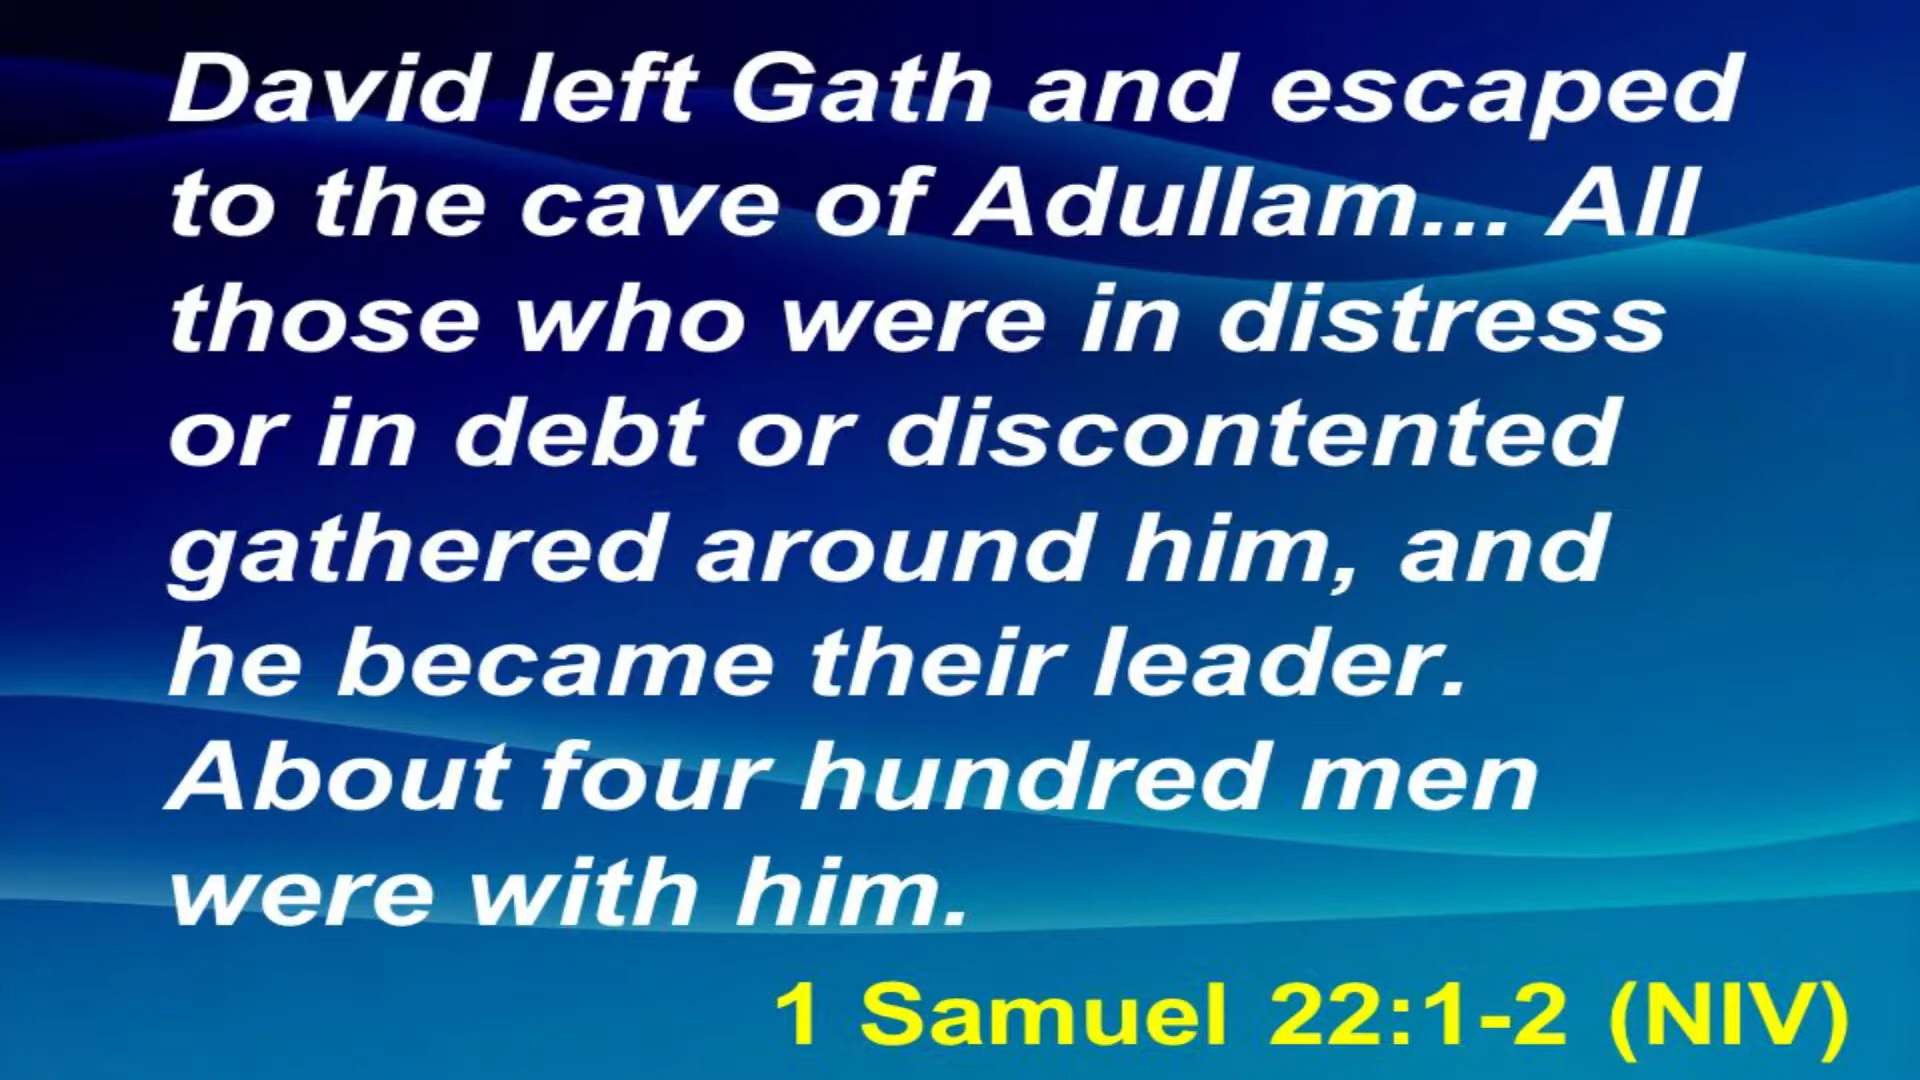 David left Gath and escaped
to the cave of Adullam... All
those who were in distress
or in debt or discontented
gathered around him, and
he became their leader.
About four hundred men
were with him.
1 Samuel 22:1-2 (NIV)